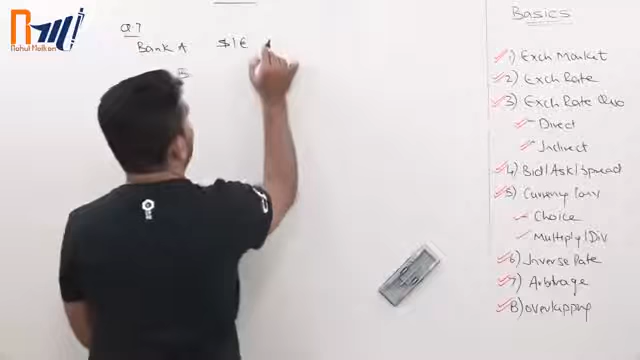 Rahul Malkan
Q.7
Bank A $/€
B
Basics
1) Exch Market
2) Exch Rate
3) Exch Rate Quo
- Direct
- Indirect
4) Bid/Ask/Spread
5) Currency Conv
- Choice
- Multiply/Div
6) Inverse Rate
7) Arbitrage
8) overlapping